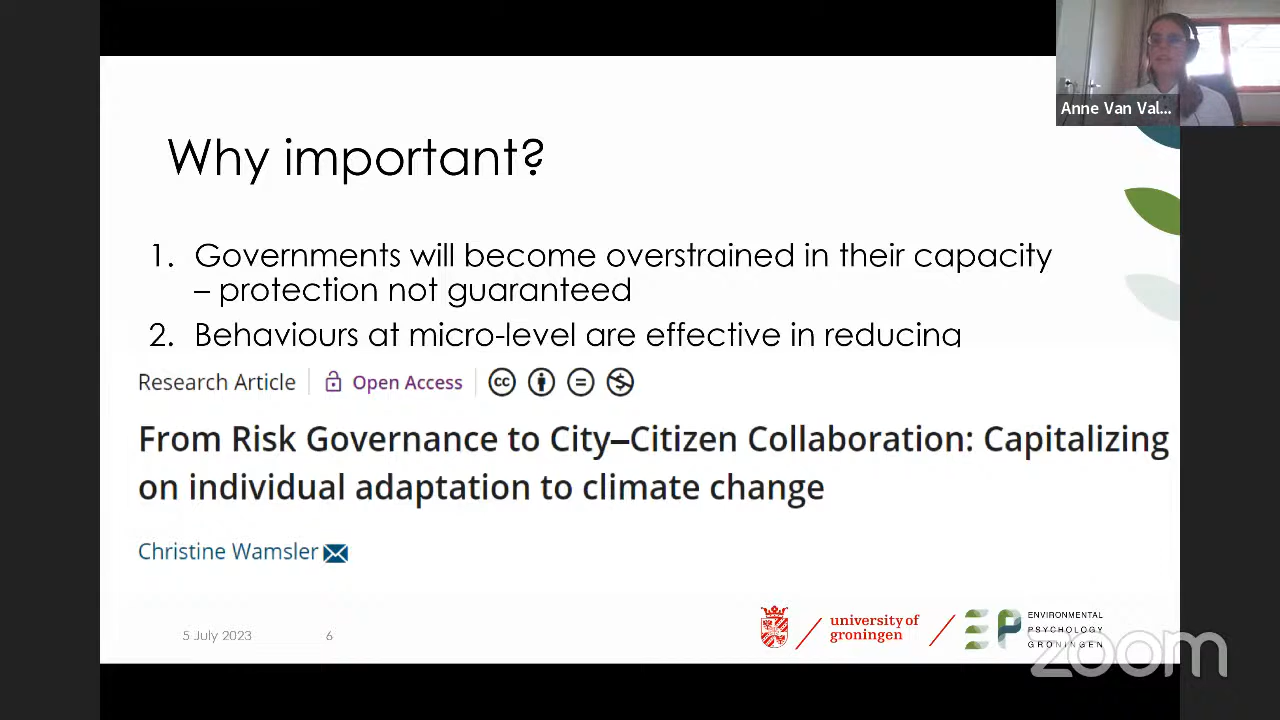 Anne Van Val...
Why important?
1. Governments will become overstrained in their capacity
– protection not guaranteed
2. Behaviours at micro-level are effective in reducing
Research Article Open Access cc
From Risk Governance to City–Citizen Collaboration: Capitalizing
on individual adaptation to climate change
Christine Wamsler
5 July 2023 6
university of
groningen
EP
ENVIRONMENTAL
PSYCHOLOGY
GRONINGEN
zoom